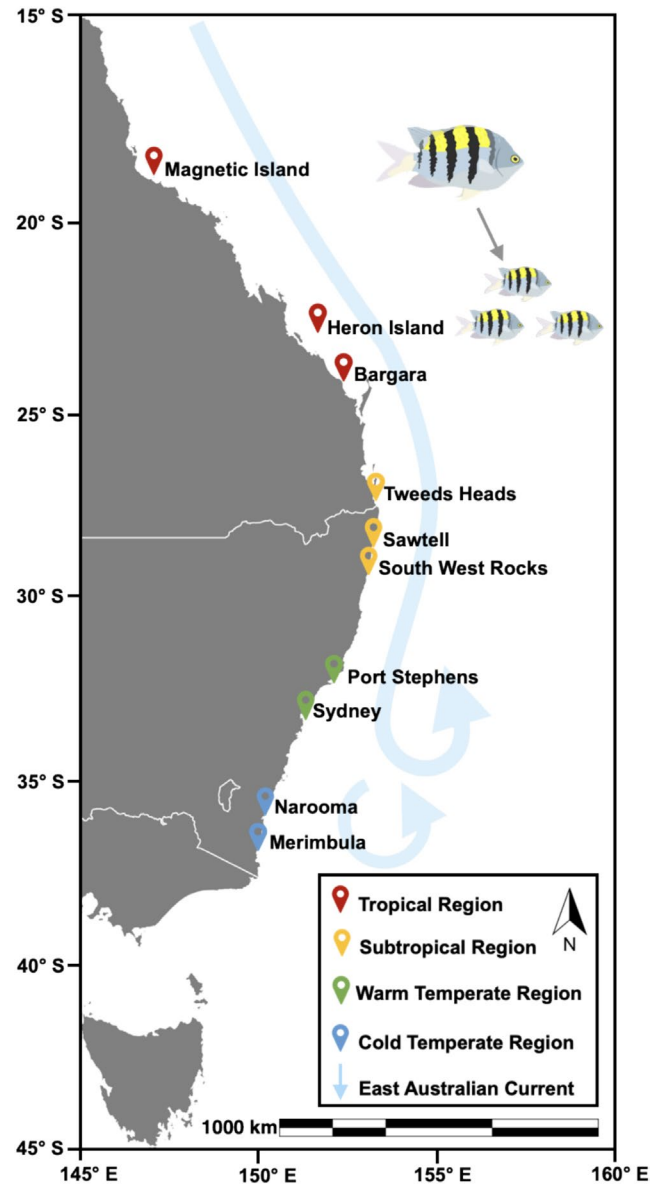 15° S
Magnetic Island
20° S
Heron Island
Bargara
25° S
Tweeds Heads
Sawtell
South West Rocks
30° S
Port Stephens
Sydney
35° S
Narooma
Merimbula
Tropical Region
Subtropical Region
N
40° S
Warm Temperate Region
Cold Temperate Region
East Australian Current
1000 km
45° S
145° E
150° E
155° E
160° E